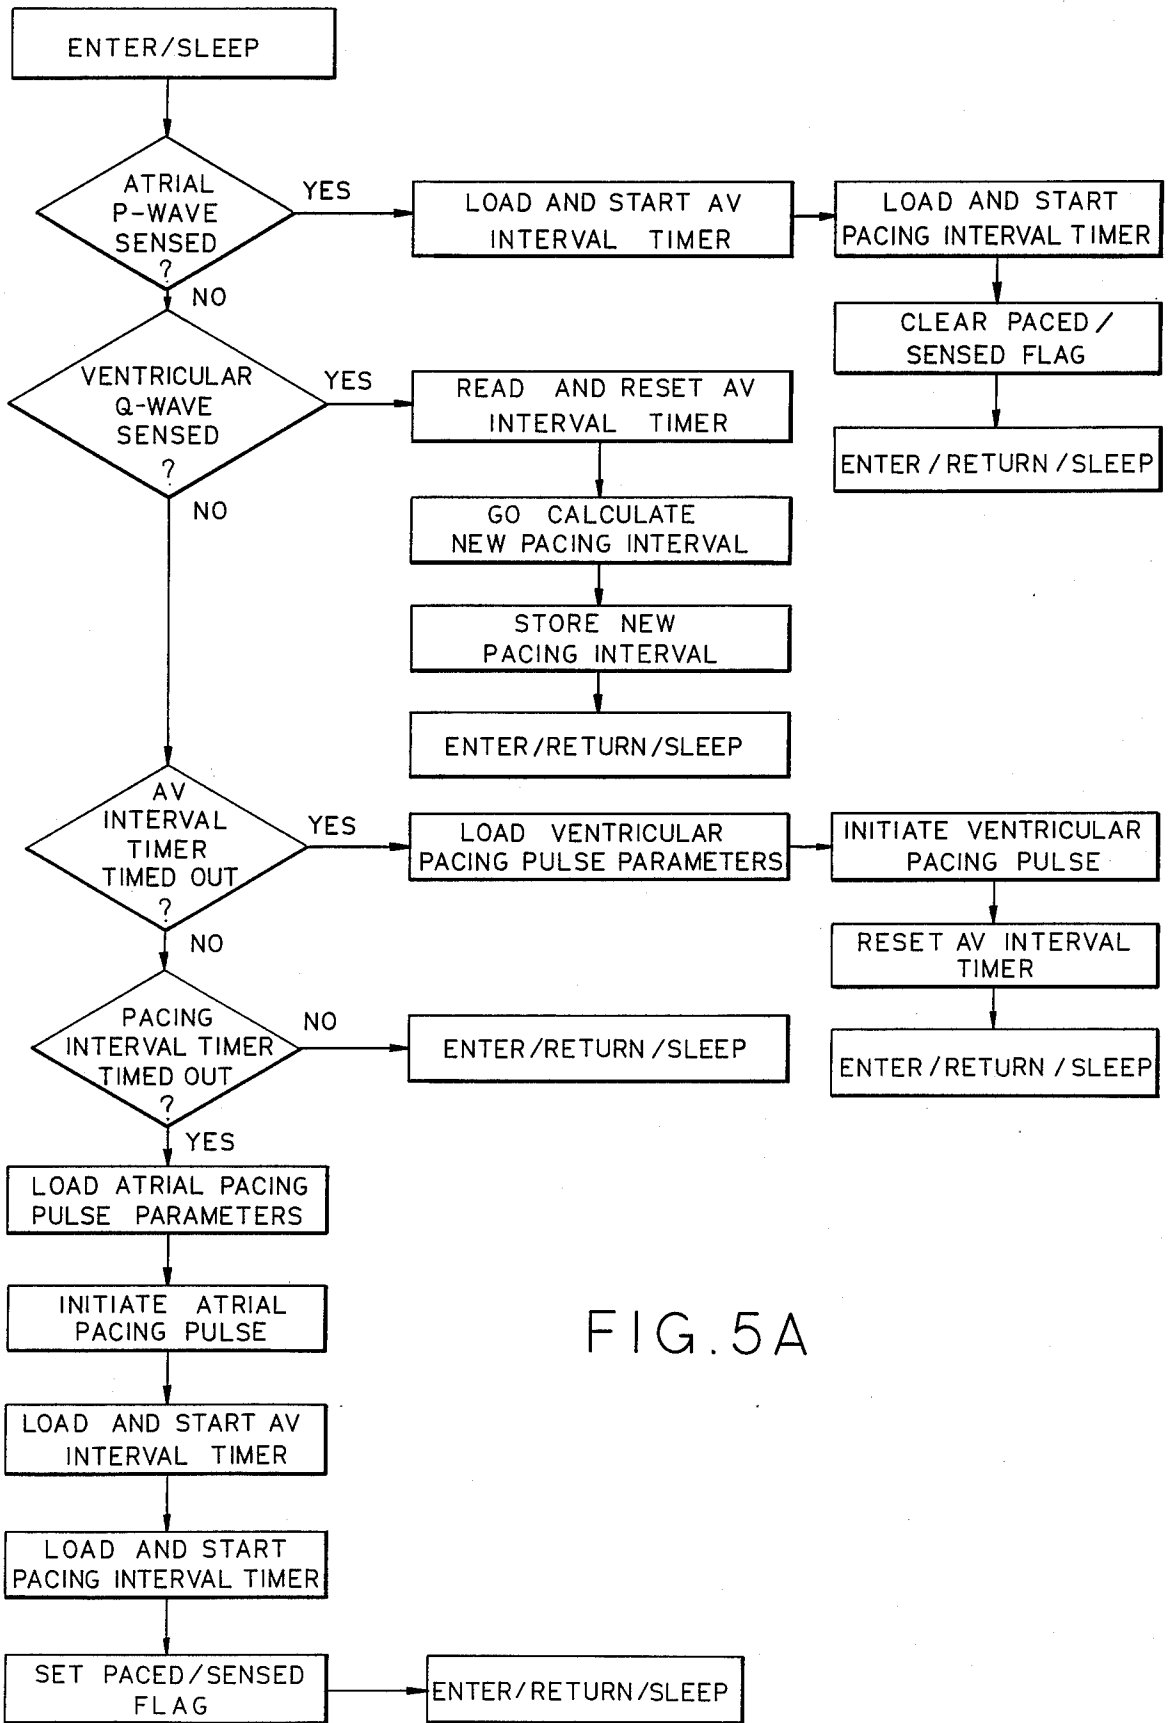 ENTER/SLEEP
ATRIAL
P-WAVE
SENSED
?
YES
LOAD AND START AV
INTERVAL TIMER
LOAD AND START
PACING INTERVAL TIMER
NO
CLEAR PACED/
SENSED FLAG
ENTER/RETURN/SLEEP
VENTRICULAR
Q-WAVE
SENSED
?
YES
READ AND RESET AV
INTERVAL TIMER
NO
GO CALCULATE
NEW PACING INTERVAL
STORE NEW
PACING INTERVAL
ENTER/RETURN/SLEEP
AV
INTERVAL
TIMER
TIMED OUT
?
YES
LOAD VENTRICULAR
PACING PULSE PARAMETERS
INITIATE VENTRICULAR
PACING PULSE
NO
RESET AV INTERVAL
TIMER
ENTER/RETURN/SLEEP
PACING
INTERVAL TIMER
TIMED OUT
?
NO
ENTER/RETURN/SLEEP
YES
LOAD ATRIAL PACING
PULSE PARAMETERS
INITIATE ATRIAL
PACING PULSE
FIG.5A
LOAD AND START AV
INTERVAL TIMER
LOAD AND START
PACING INTERVAL TIMER
SET PACED/SENSED
FLAG
ENTER/RETURN/SLEEP